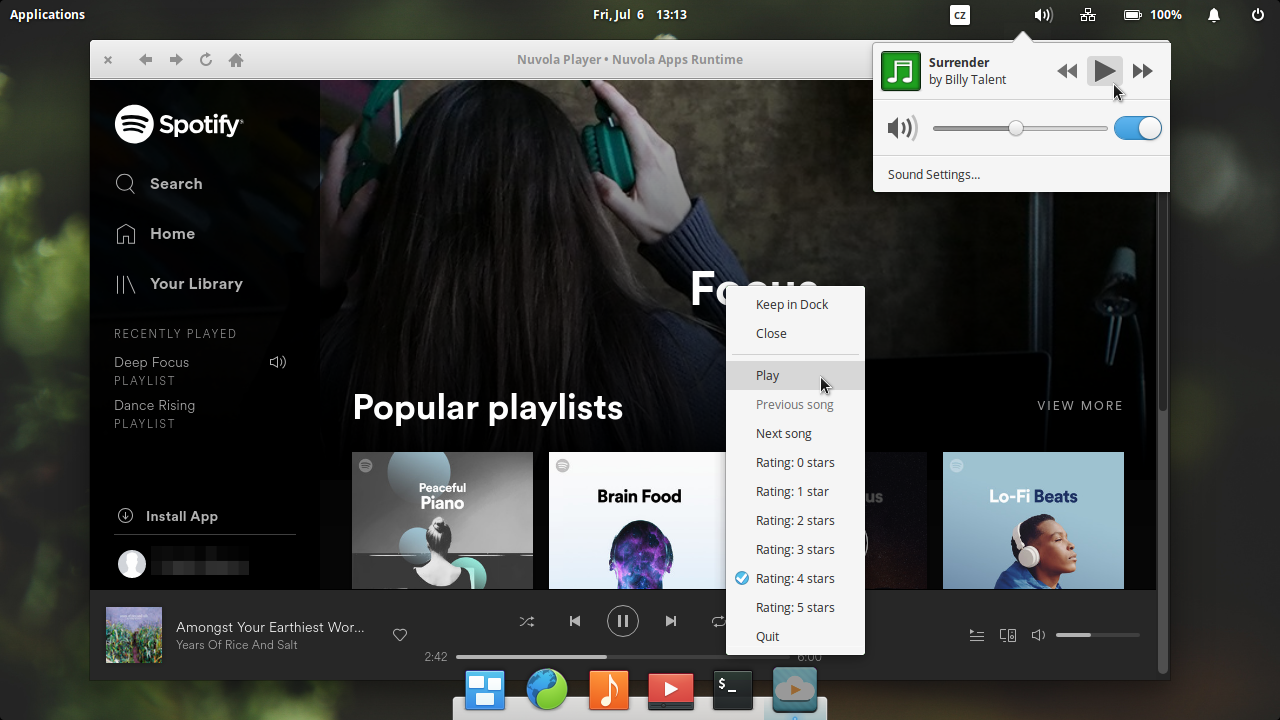 Applications
Fri, Jul 6 13:13
cz
100%
Nuvola Player • Nuvola Apps Runtime
Surrender
by Billy Talent
Sound Settings...
Spotify
Search
Home
Your Library
RECENTLY PLAYED
Deep Focus
PLAYLIST
Dance Rising
PLAYLIST
Install App
Popular playlists
VIEW MORE
Peaceful
Piano
Brain Food
Lo-Fi Beats
Keep in Dock
Close
Play
Previous song
Next song
Rating: 0 stars
Rating: 1 star
Rating: 2 stars
Rating: 3 stars
Rating: 4 stars
Rating: 5 stars
Quit
Amongst Your Earthiest Wor...
Years Of Rice And Salt
2:42
6:00
$_